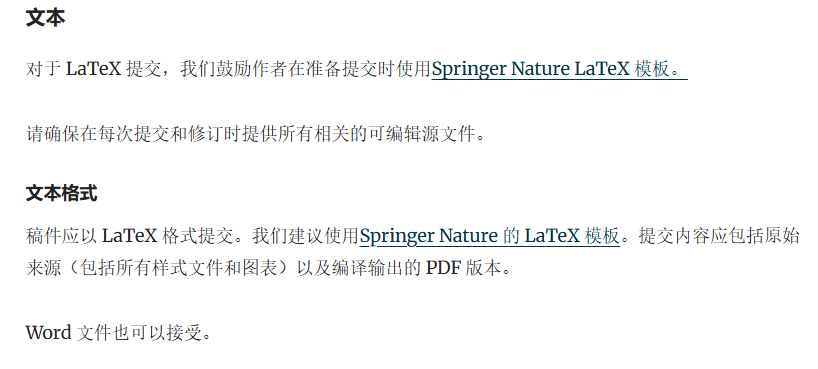 文本
对于 LaTeX 提交，我们鼓励作者在准备提交时使用Springer Nature LaTeX 模板。
请确保在每次提交和修订时提供所有相关的可编辑源文件。
文本格式
稿件应以 LaTeX 格式提交。我们建议使用Springer Nature 的 LaTeX 模板。提交内容应包括原始
来源（包括所有样式文件和图表）以及编译输出的 PDF 版本。
Word 文件也可以接受。